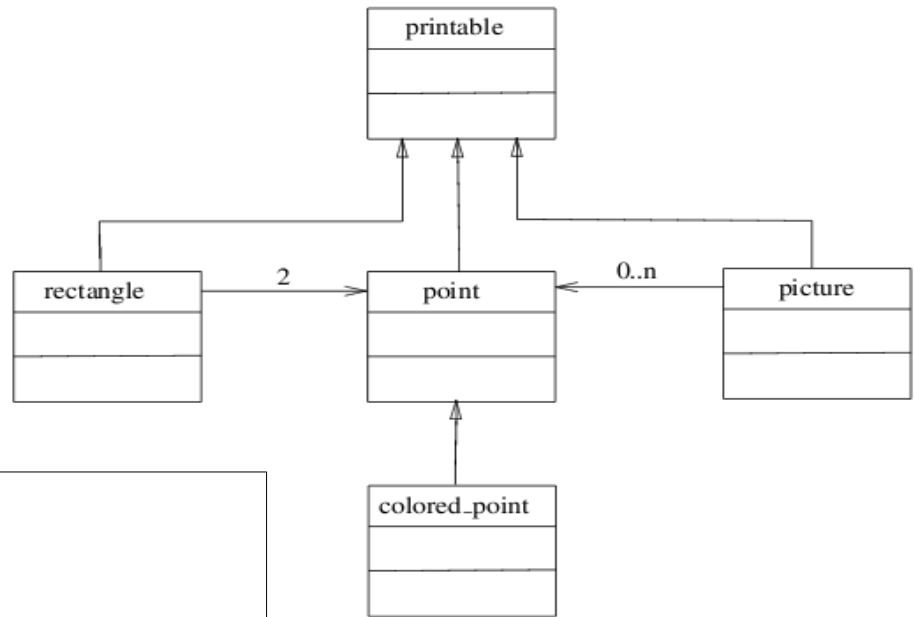 printable
rectangle
2
point
0..n
picture
colored_point